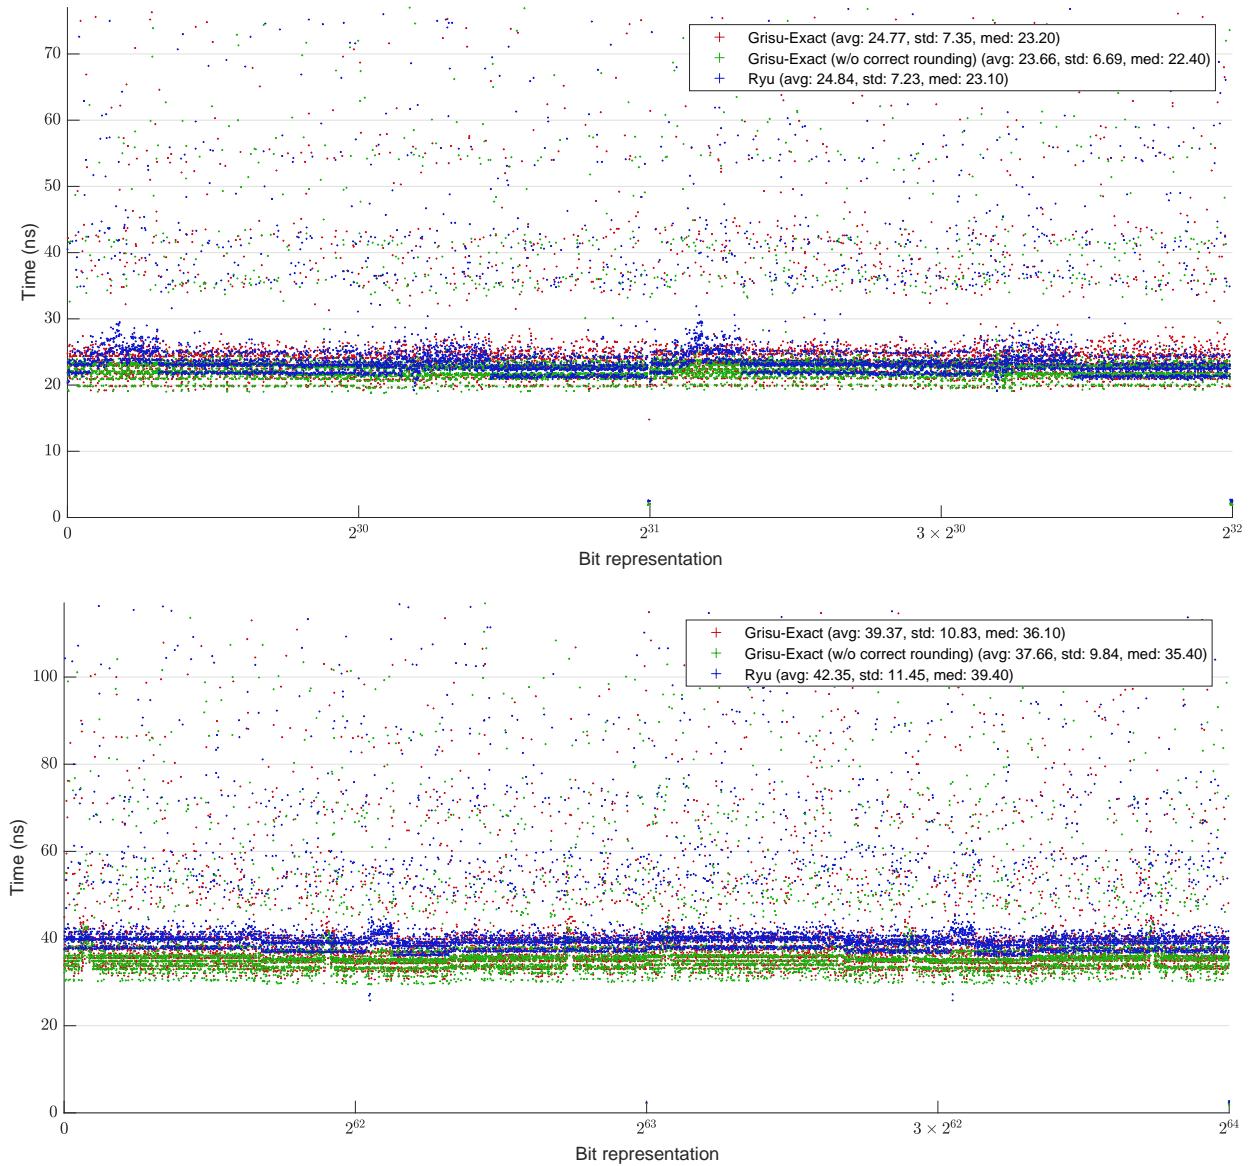 70
60
50
40
30
20
10
0
Time (ns)
Grisu-Exact (avg: 24.77, std: 7.35, med: 23.20)
Grisu-Exact (w/o correct rounding) (avg: 23.66, std: 6.69, med: 22.40)
Ryu (avg: 24.84, std: 7.23, med: 23.10)
0 2^30 2^31 3 × 2^30 2^32
Bit representation
100
80
60
40
20
0
Time (ns)
Grisu-Exact (avg: 39.37, std: 10.83, med: 36.10)
Grisu-Exact (w/o correct rounding) (avg: 37.66, std: 9.84, med: 35.40)
Ryu (avg: 42.35, std: 11.45, med: 39.40)
0 2^62 2^63 3 × 2^62 2^64
Bit representation